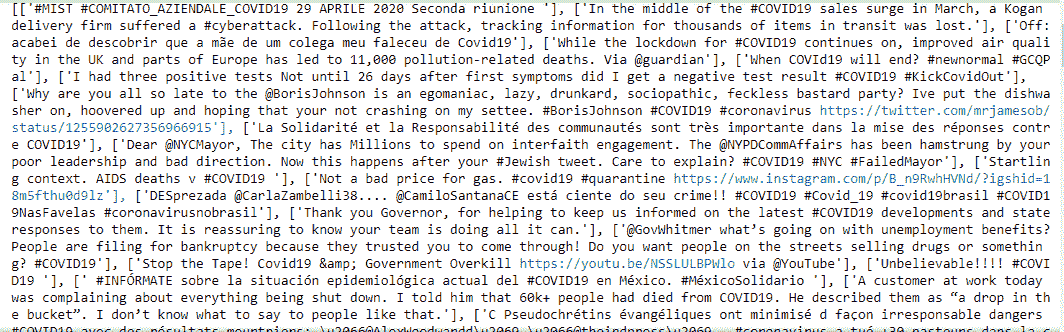 [['#MIST #COMITATO_AZIENDALE_COVID19 29 APRILE 2020 Seconda riunione '], ['In the middle of the #COVID19 sales surge in March, a Kogan
delivery firm suffered a #cyberattack. Following the attack, tracking information for thousands of items in transit was lost.'], ['Off:
acabei de descobrir que a mãe de um colega meu faleceu de Covid19'], ['While the lockdown for #COVID19 continues on, improved air quali
ty in the UK and parts of Europe has led to 11,000 pollution-related deaths. Via @guardian'], ['When COVId19 will end? #newnormal #GCQP
al'], ['I had three positive tests Not until 26 days after first symptoms did I get a negative test result #COVID19 #KickCovidOut'],
['Why are you all so late to the @BorisJohnson is an egomaniac, lazy, drunkard, sociopathic, feckless bastard party? Ive put the dishwa
sher on, hoovered up and hoping that your not crashing on my settee. #BorisJohnson #COVID19 #coronavirus https://twitter.com/mrjamesob/
status/1255902627356966915'], ['La Solidarité et la Responsabilité des communautés sont très importante dans la mise des réponses contr
e COVID19'], ['Dear @NYCMayor, The city has Millions to spend on interfaith engagement. The @NYPDCommAffairs has been hamstrung by your
poor leadership and bad direction. Now this happens after your #Jewish tweet. Care to explain? #COVID19 #NYC #FailedMayor'], ['Startlin
g context. AIDS deaths v #COVID19 '], ['Not a bad price for gas. #covid19 #quarantine https://www.instagram.com/p/B_n9RwhHVNd/?igshid=1
8m5fthu0d9lz'], ['DESprezada @CarlaZambelli38.... @CamiloSantanaCE está ciente do seu crime!! #COVID19 #Covid_19 #covid19brasil #COVID1
9NasFavelas #coronavirusnobrasil'], ['Thank you Governor, for helping to keep us informed on the latest #COVID19 developments and state
responses to them. It is reassuring to know your team is doing all it can.'], ['@GovWhitmer what’s going on with unemployment benefits?
People are filing for bankruptcy because they trusted you to come through! Do you want people on the streets selling drugs or somethin
g? #COVID19'], ['Stop the Tape! Covid19 &amp; Government Overkill https://youtu.be/NSSLULBPWlo via @YouTube'], ['Unbelievable!!!! #COVI
D19 '], [' #INFÓRMATE sobre la situación epidemiológica actual del #COVID19 en México. #MéxicoSolidario '], ['A customer at work today
was complaining about everything being shut down. I told him that 60k+ people had died from COVID19. He described them as “a drop in th
e bucket”. I don’t know what to say to people like that.'], ['C Pseudochrétins évangéliques ont minimisé d façon irresponsable dangers